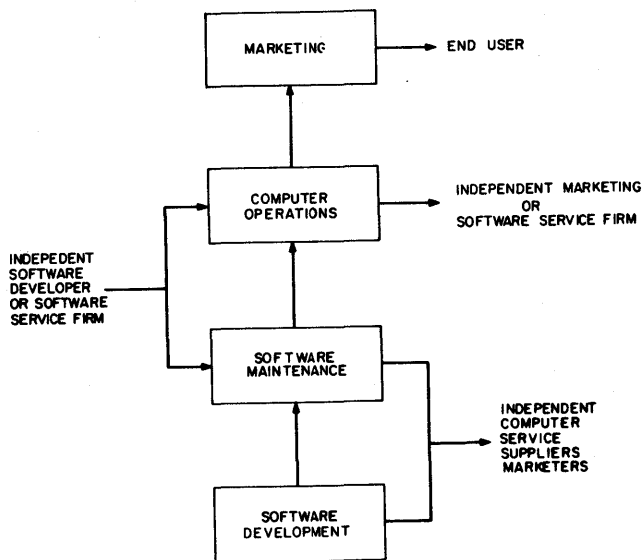 MARKETING
END USER
COMPUTER
OPERATIONS
INDEPENDENT MARKETING
OR
SOFTWARE SERVICE FIRM
INDEPEDENT
SOFTWARE
DEVELOPER
OR SOFTWARE
SERVICE FIRM
SOFTWARE
MAINTENANCE
INDEPENDENT
COMPUTER
SERVICE
SUPPLIERS
MARKETERS
SOFTWARE
DEVELOPMENT